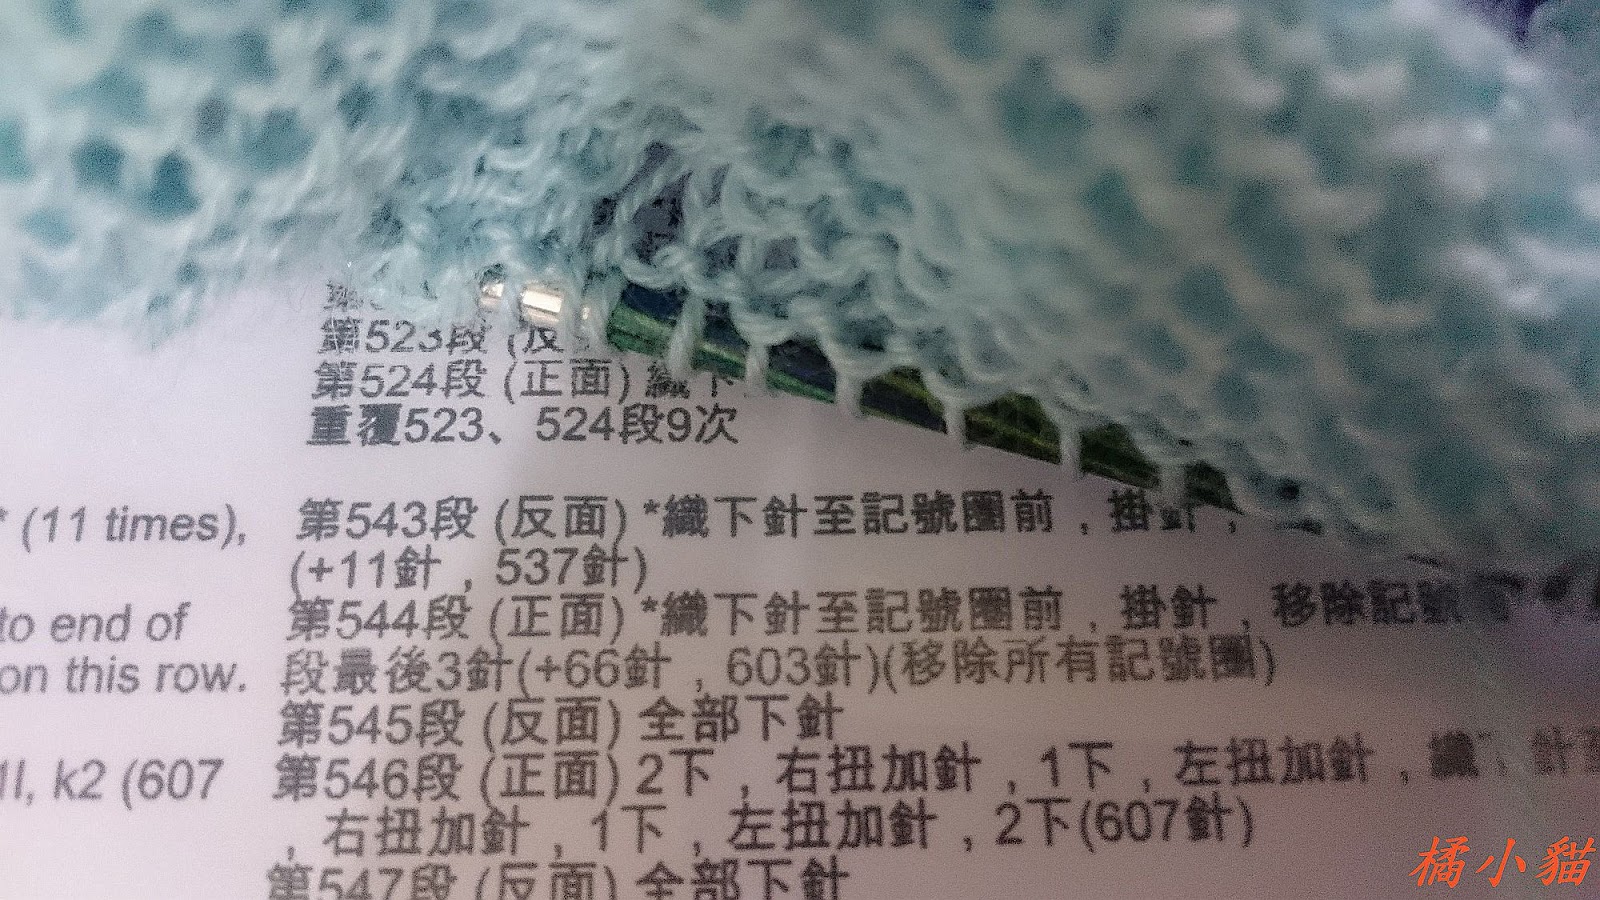 第523段 (反
第524段 (正面) 織下
重覆523、524段9次
* (11 times),
第543段 (反面) *織下針至記號圈前，掛針，
(+11針，537針)
to end of
第544段 (正面) *織下針至記號圈前，掛針，移除記號
on this row.
段最後3針(+66針，603針)(移除所有記號圈)
第545段 (反面) 全部下針
1l, k2 (607
第546段 (正面) 2下，右扭加針，1下，左扭加針，織下針至
，右扭加針，1下，左扭加針，2下(607針)
第547段 (反面) 全部下針
橘小貓